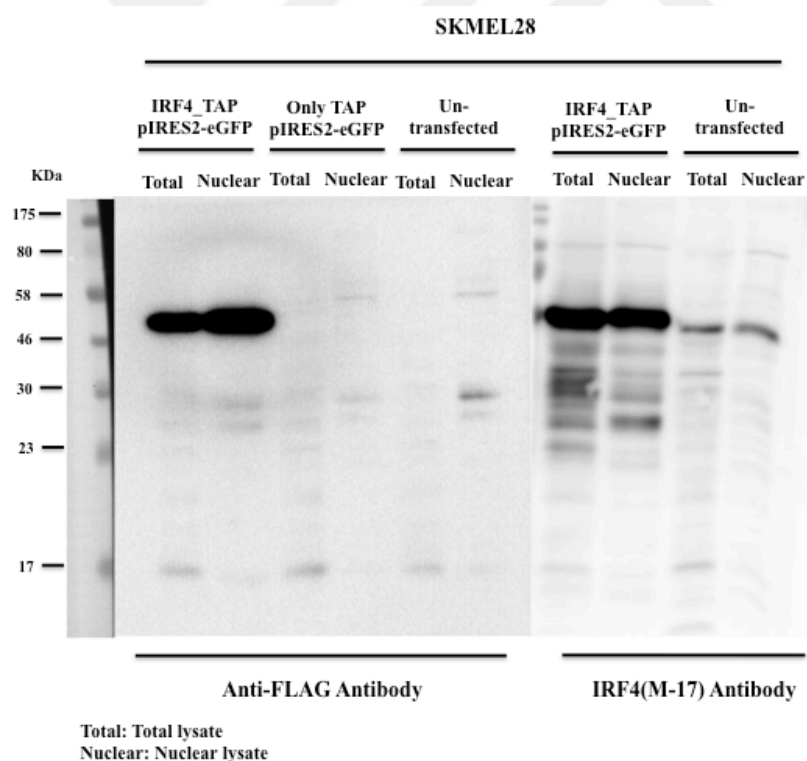 SKMEL28
IRF4_TAP
pIRES2-eGFP
Only TAP
pIRES2-eGFP
Un-
transfected
IRF4_TAP
pIRES2-eGFP
Un-
transfected
KDa
Total Nuclear Total Nuclear Total Nuclear Total Nuclear Total Nuclear
175
80
58
46
30
23
17
Anti-FLAG Antibody
IRF4(M-17) Antibody
Total: Total lysate
Nuclear: Nuclear lysate